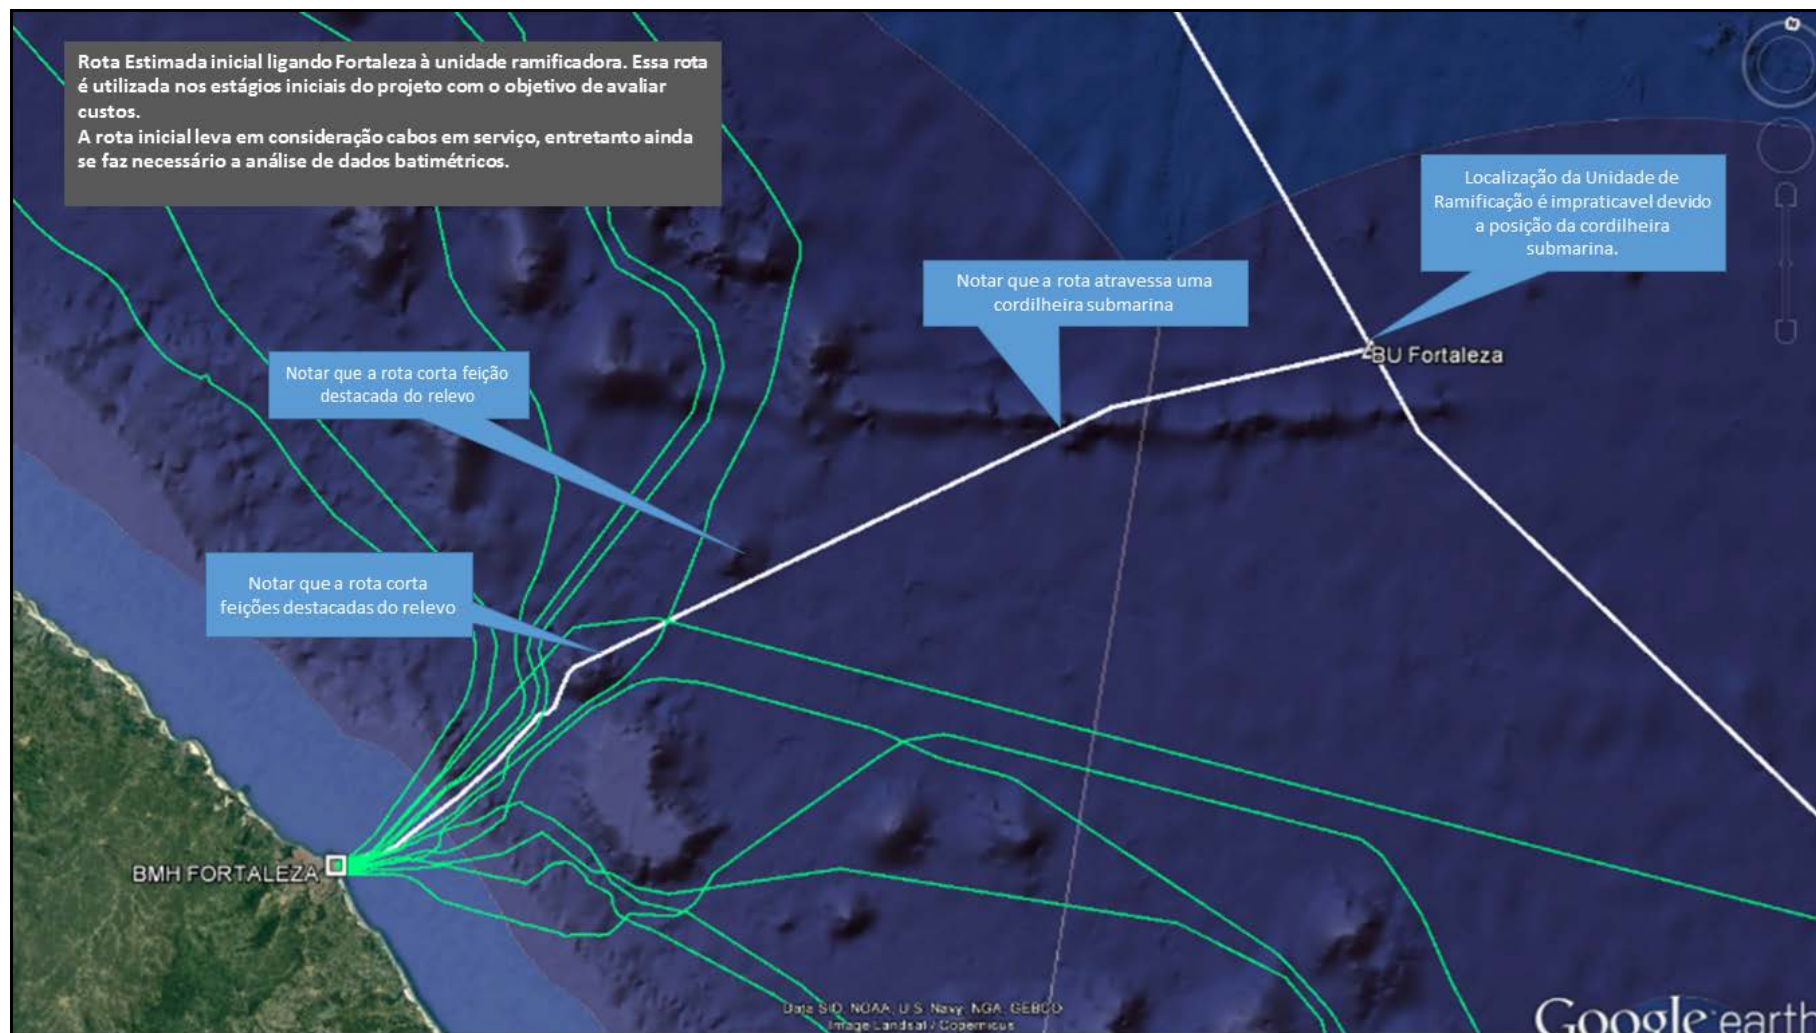 Rota Estimada inicial ligando Fortaleza à unidade ramificadora. Essa rota
é utilizada nos estágios iniciais do projeto com o objetivo de avaliar
custos.
A rota inicial leva em consideração cabos em serviço, entretanto ainda
se faz necessário a análise de dados batimétricos.
Localização da Unidade de
Ramificação é impraticavel devido
a posição da cordilheira
submarina.
Notar que a rota atravessa uma
cordilheira submarina
BU Fortaleza
Notar que a rota corta feição
destacada do relevo
Notar que a rota corta
feições destacadas do relevo
BMH FORTALEZA
Data SIO, NOAA, U.S. Navy, NGA, GEBCO
Image Landsat / Copernicus
Google earth